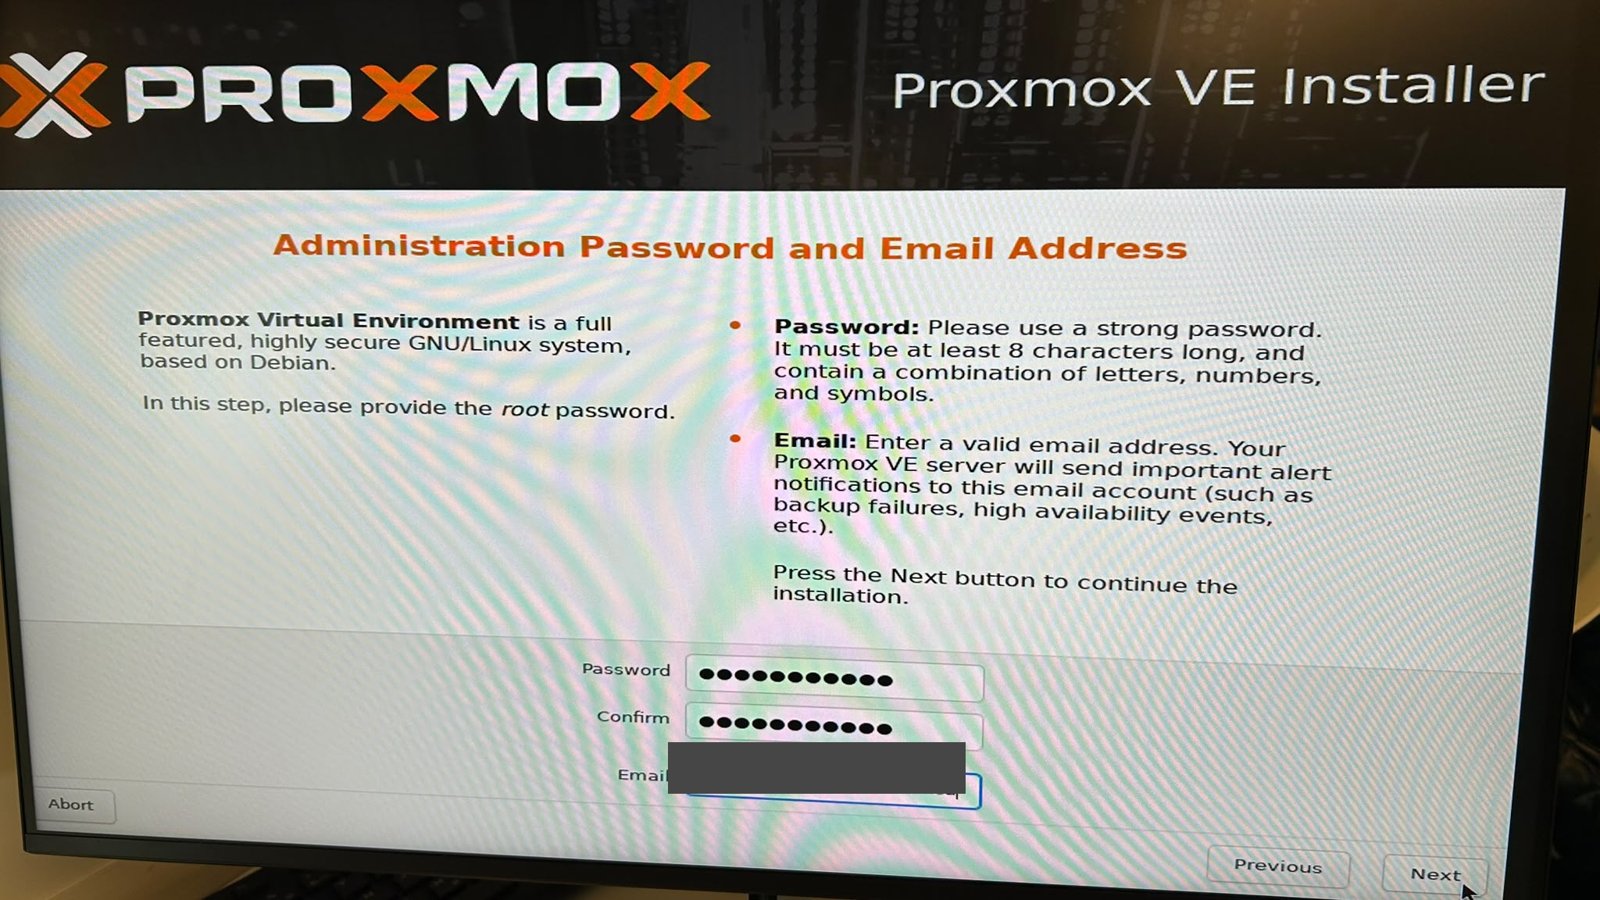 PROXMOX
Proxmox VE Installer
Administration Password and Email Address
Proxmox Virtual Environment is a full
featured, highly secure GNU/Linux system,
based on Debian.
In this step, please provide the root password.
• Password: Please use a strong password.
It must be at least 8 characters long, and
contain a combination of letters, numbers,
and symbols.
• Email: Enter a valid email address. Your
Proxmox VE server will send important alert
notifications to this email account (such as
backup failures, high availability events,
etc.).
Press the Next button to continue the
installation.
Password ●●●●●●●●●●●
Confirm ●●●●●●●●●●●
Email
Abort
Previous
Next